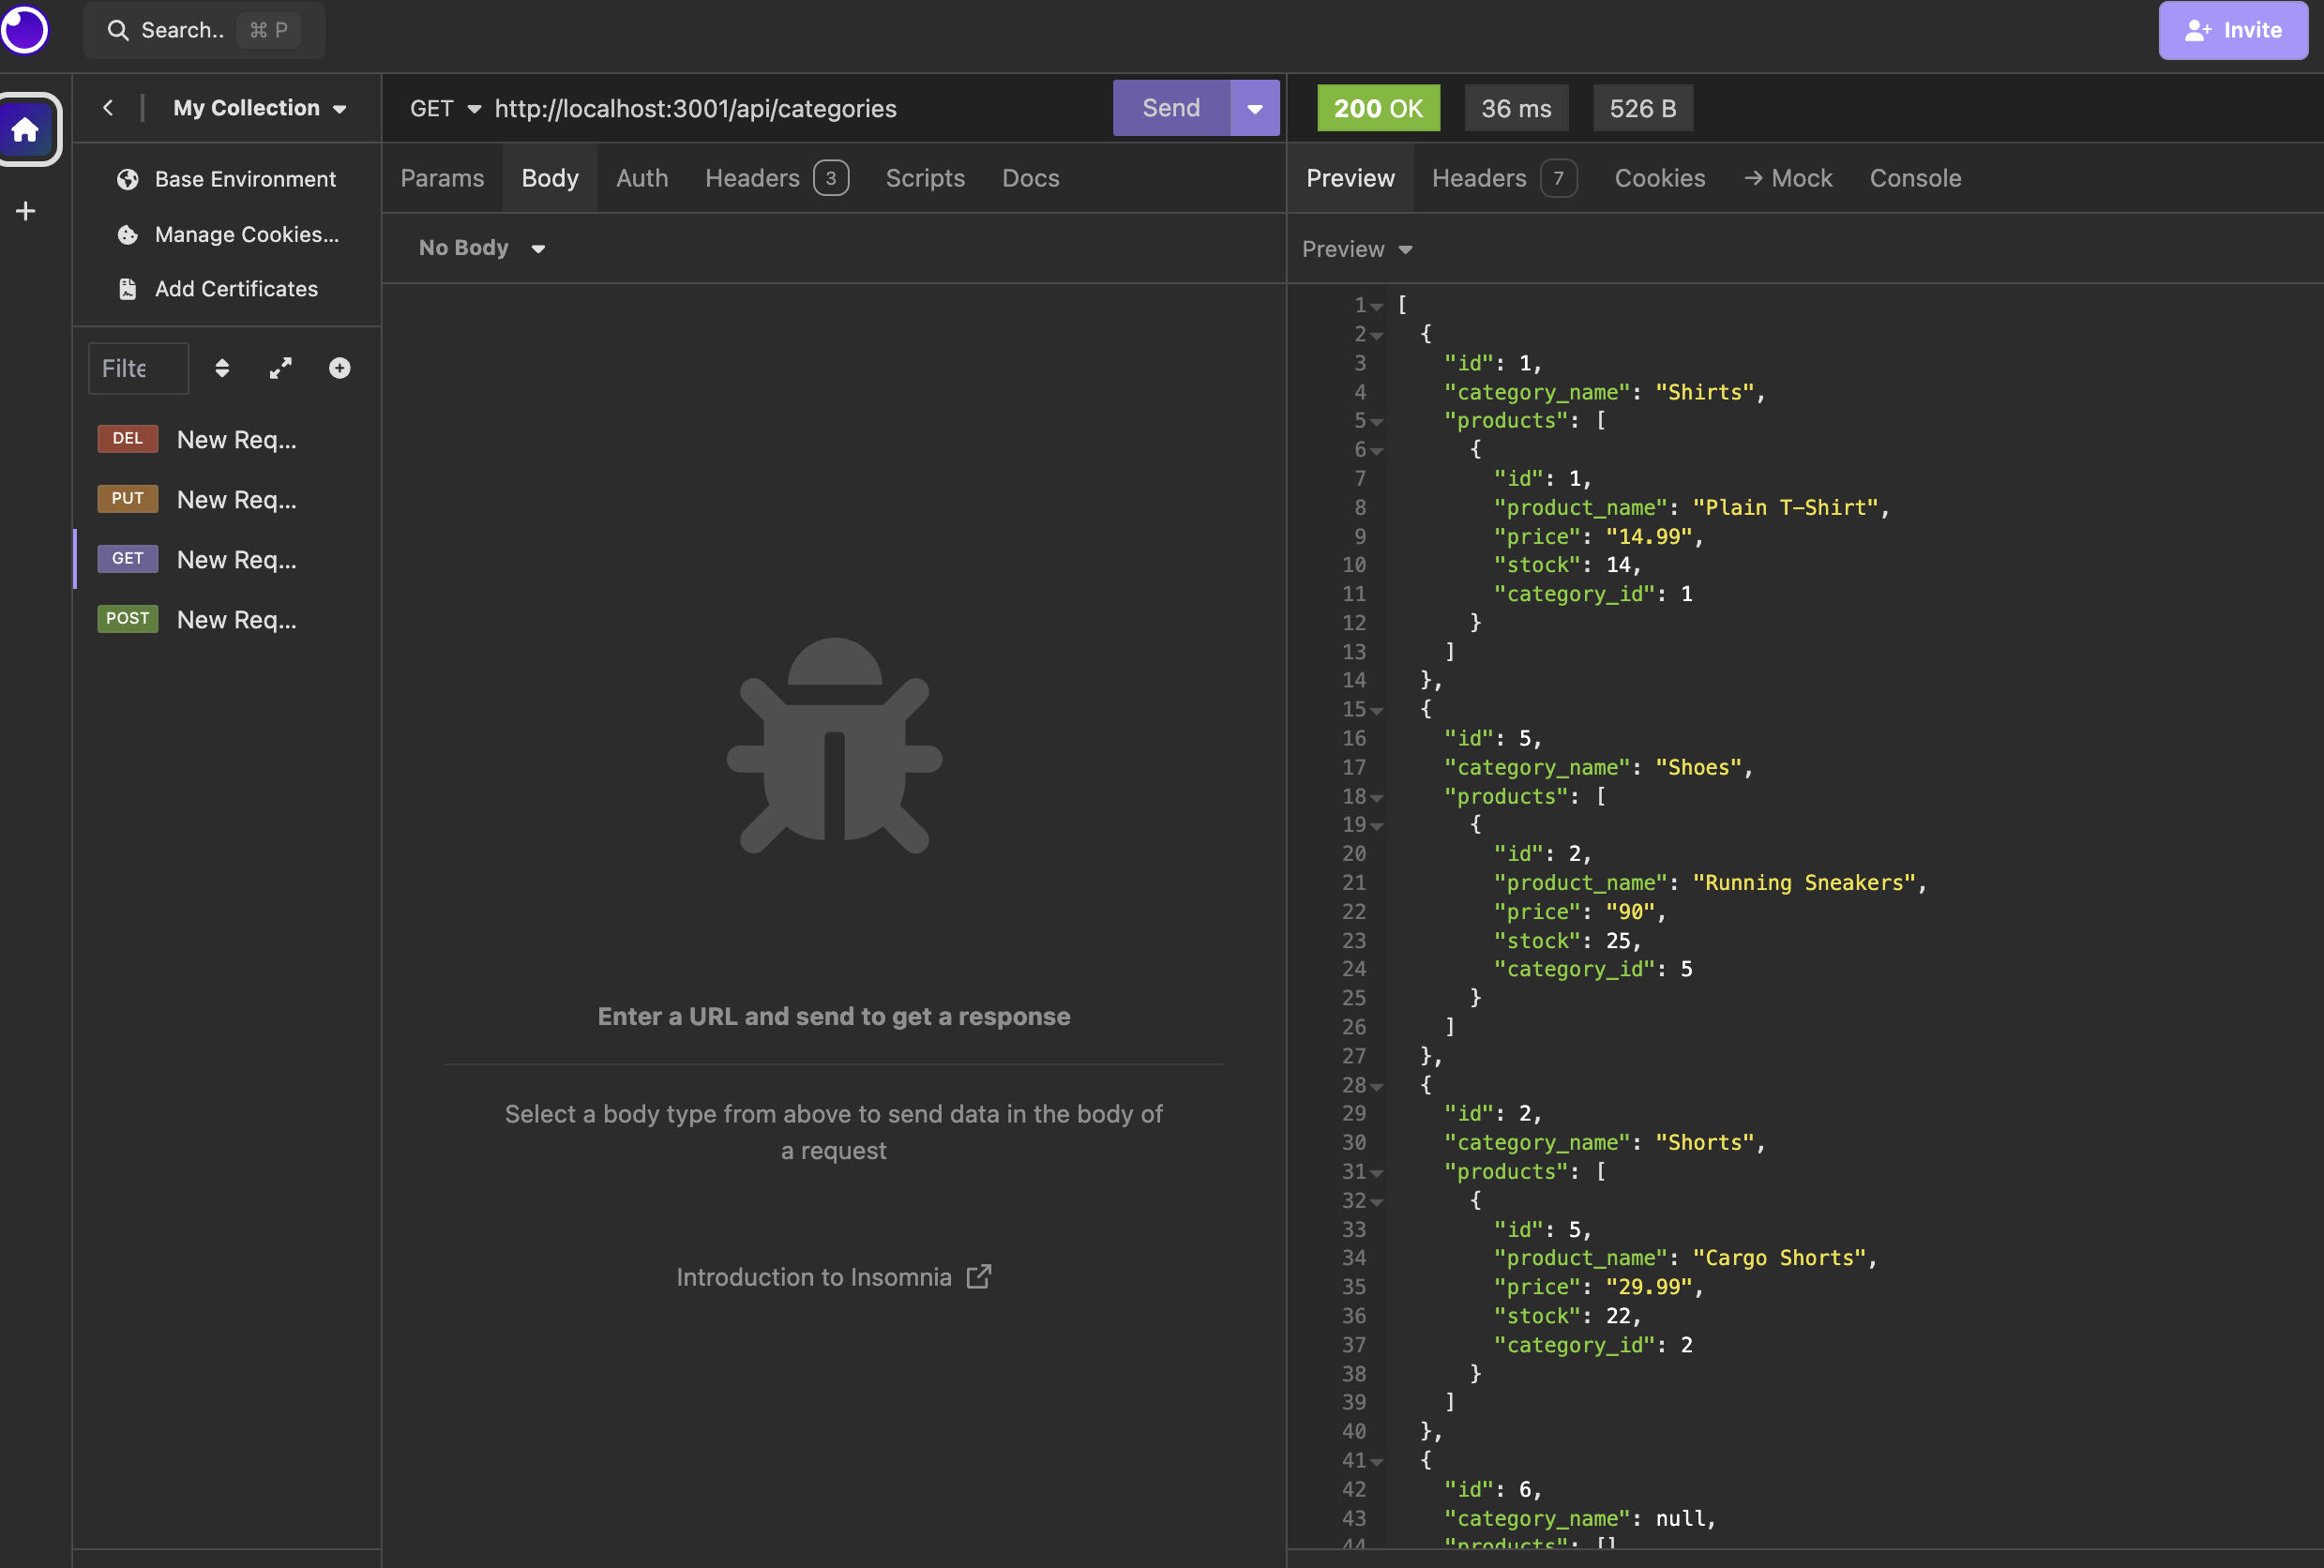 Search.. ⌘ P
Invite
My Collection
Base Environment
Manage Cookies...
Add Certificates
Filte
DEL New Req...
PUT New Req...
GET New Req...
POST New Req...
GET http://localhost:3001/api/categories Send
Params Body Auth Headers 3 Scripts Docs
No Body
Enter a URL and send to get a response
Select a body type from above to send data in the body of
a request
Introduction to Insomnia
200 OK 36 ms 526 B
Preview Headers 7 Cookies → Mock Console
Preview
1 [
2 {
3 "id": 1,
4 "category_name": "Shirts",
5 "products": [
6 {
7 "id": 1,
8 "product_name": "Plain T-Shirt",
9 "price": "14.99",
10 "stock": 14,
11 "category_id": 1
12 }
13 ]
14 },
15 {
16 "id": 5,
17 "category_name": "Shoes",
18 "products": [
19 {
20 "id": 2,
21 "product_name": "Running Sneakers",
22 "price": "90",
23 "stock": 25,
24 "category_id": 5
25 }
26 ]
27 },
28 {
29 "id": 2,
30 "category_name": "Shorts",
31 "products": [
32 {
33 "id": 5,
34 "product_name": "Cargo Shorts",
35 "price": "29.99",
36 "stock": 22,
37 "category_id": 2
38 }
39 ]
40 },
41 {
42 "id": 6,
43 "category_name": null,
44 "products": []